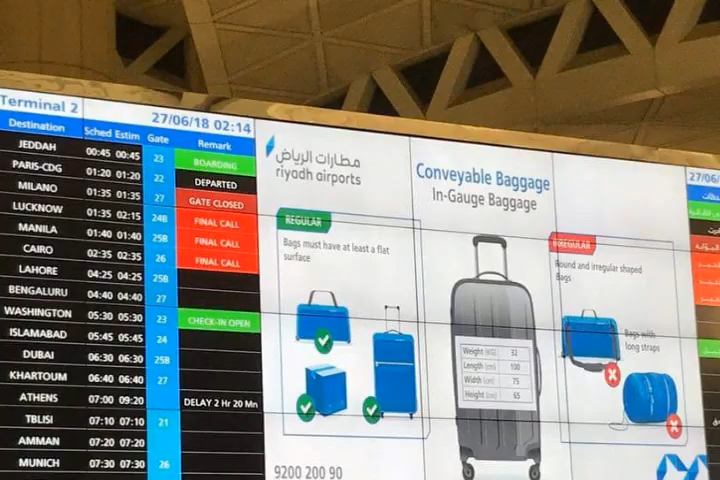 Terminal 2 27/06/18 02:14
Destination Sched Estim Gate Remark
JEDDAH 00:45 00:45 23 BOARDING
PARIS-CDG 01:20 01:20 22 DEPARTED
MILANO 01:35 01:35 27 GATE CLOSED
LUCKNOW 01:35 02:15 24B FINAL CALL
MANILA 01:40 01:40 25B FINAL CALL
CAIRO 02:35 02:35 26 FINAL CALL
LAHORE 04:25 04:25 25B
BENGALURU 04:40 04:40 27
WASHINGTON 05:30 05:30 23 CHECK-IN OPEN
ISLAMABAD 05:45 05:45 24
DUBAI 06:30 06:30 25B
KHARTOUM 06:40 06:40 27
ATHENS 07:00 09:20 DELAY 2 Hr 20 Mn
TBLISI 07:10 07:10 21
AMMAN 07:20 07:20
MUNICH 07:30 07:30 26
مطارات الرياض
riyadh airports
Conveyable Baggage
In-Gauge Baggage
REGULAR
Bags must have at least a flat
surface
Weight (KG) 32
Length (cm) 100
Width (cm) 75
Height (cm) 65
IRREGULAR
Round and irregular shaped
Bags
Bags with
long straps
9200 200 90
27/06/